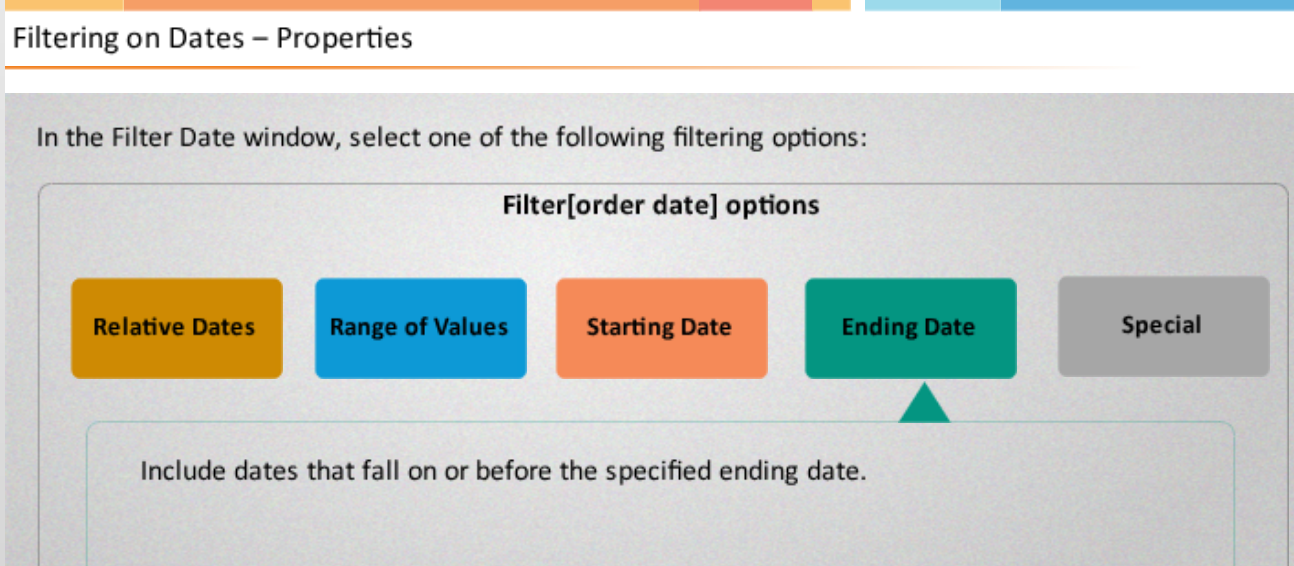 Filtering on Dates – Properties
In the Filter Date window, select one of the following filtering options:
Filter[order date] options
Relative Dates
Range of Values
Starting Date
Ending Date
Special
Include dates that fall on or before the specified ending date.